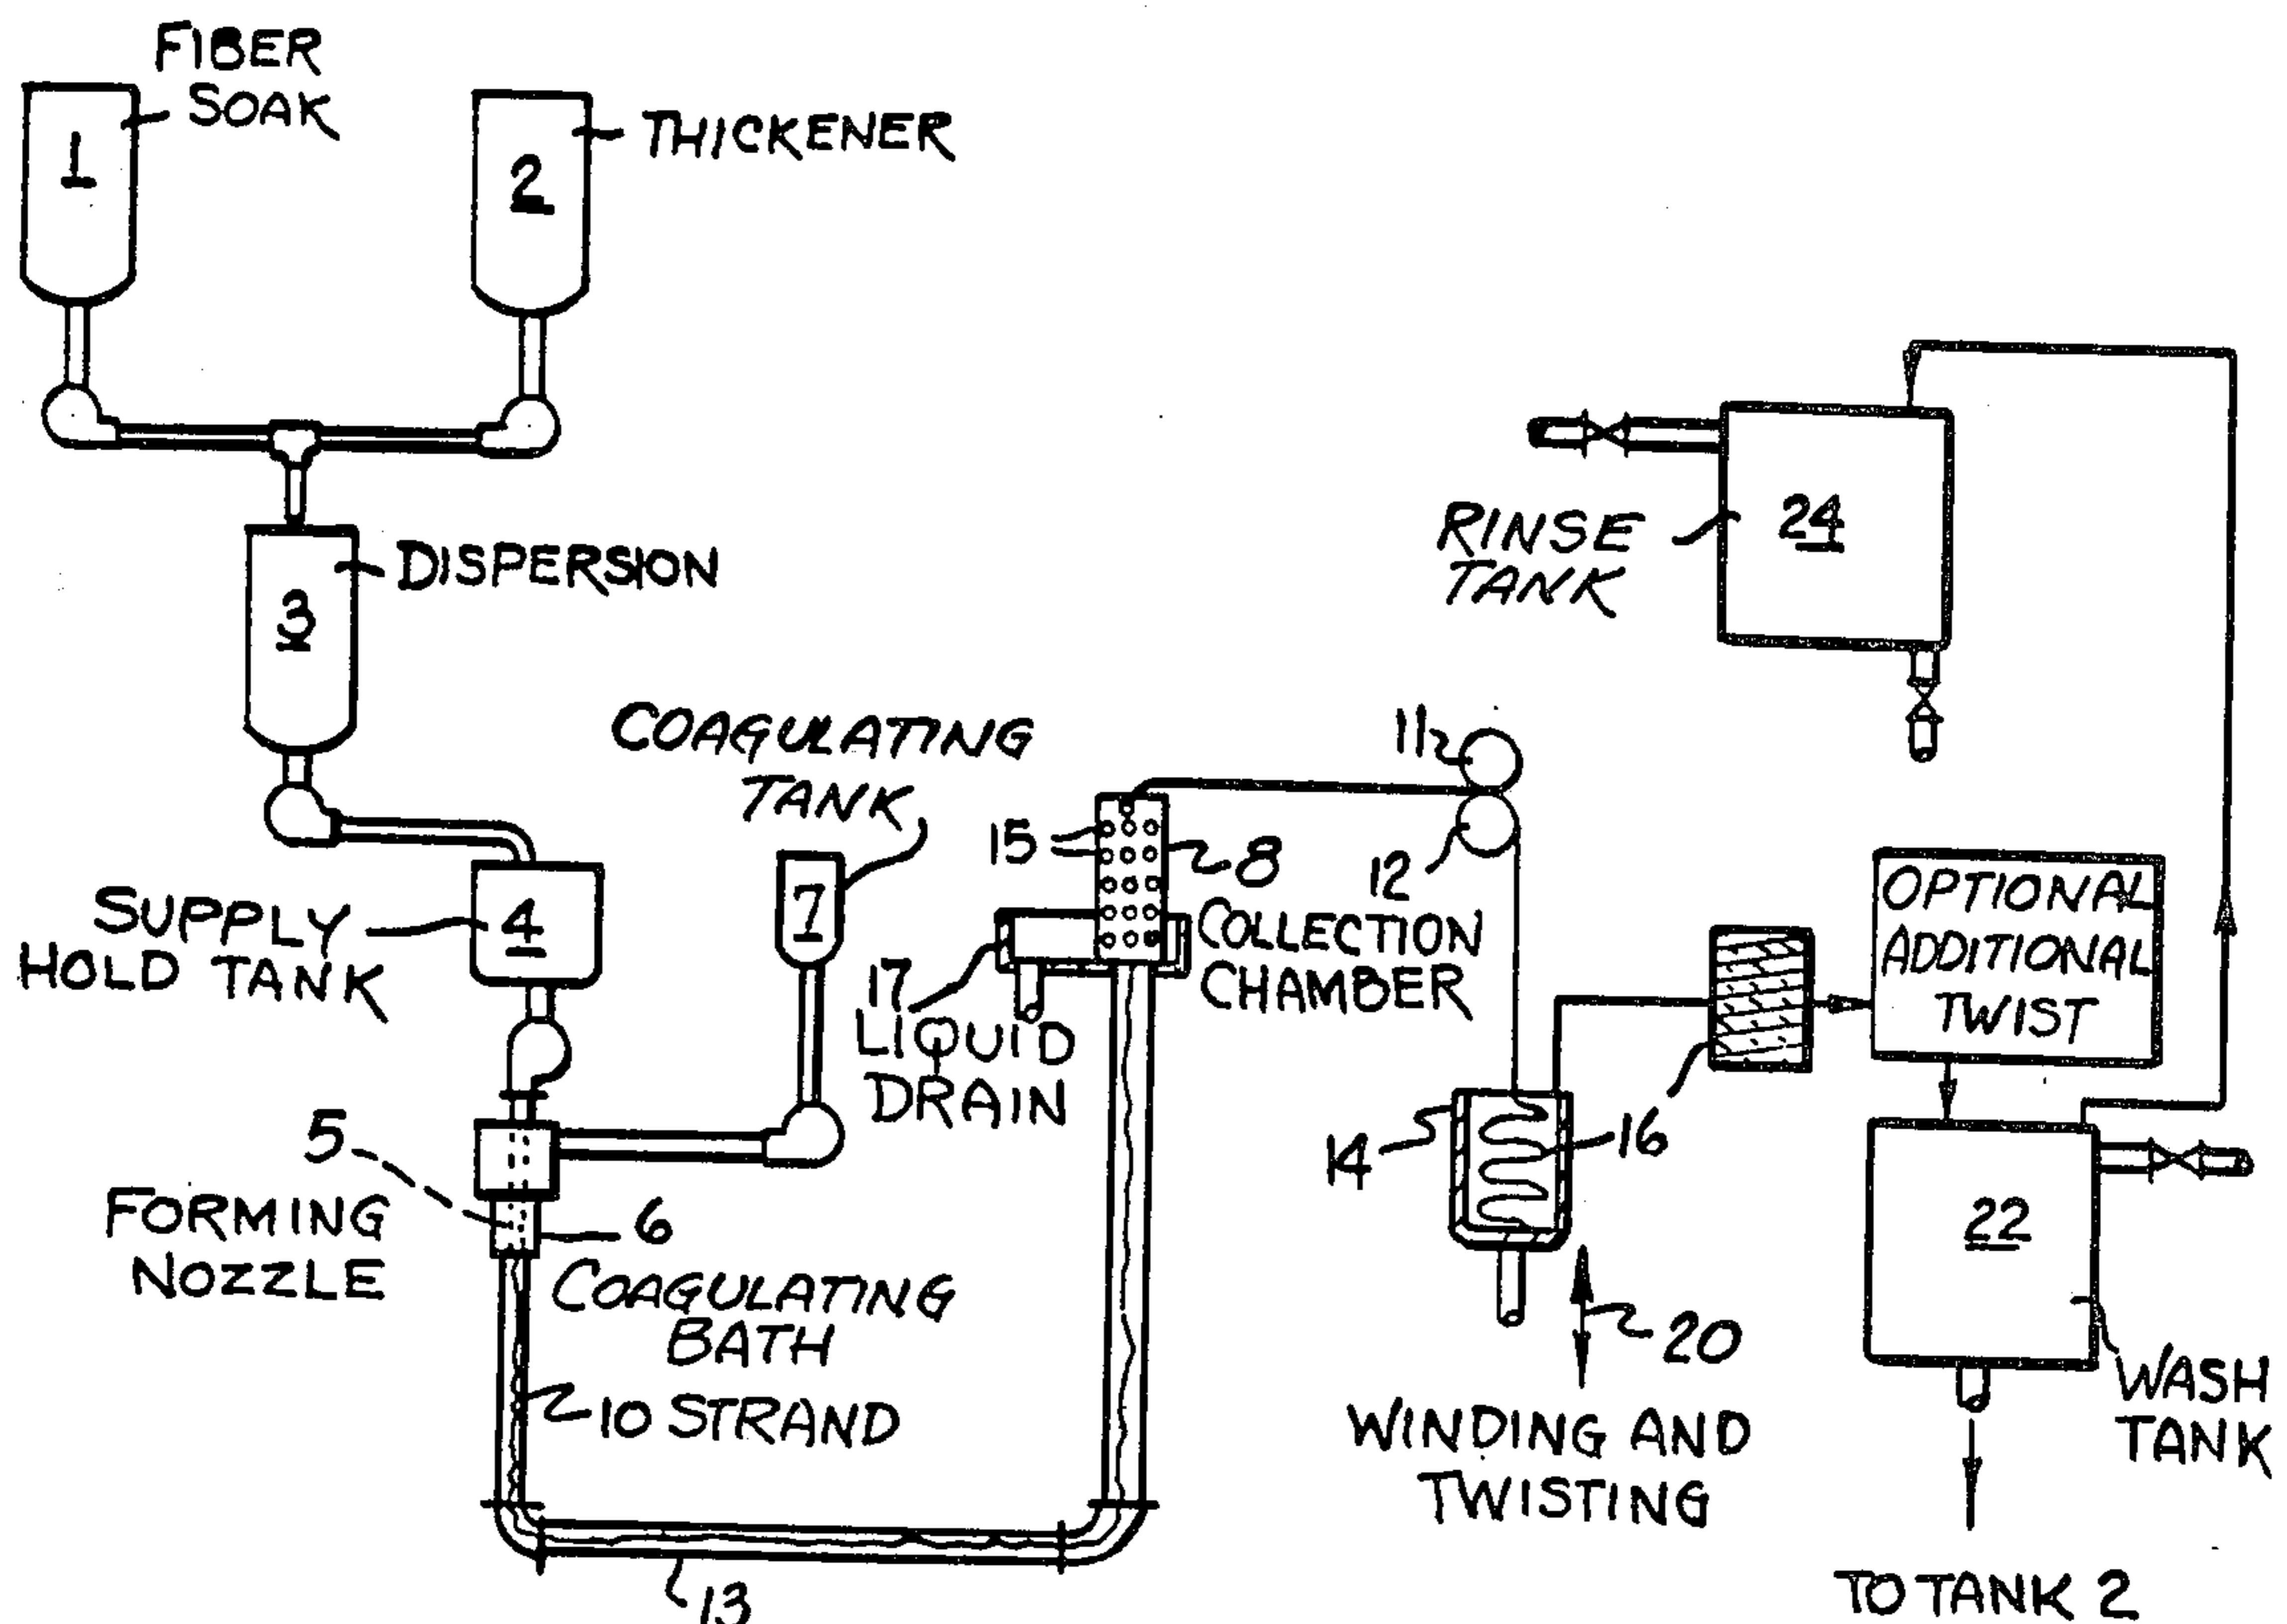 FIBER
SOAK
1
2
THICKENER
3
DISPERSION
RINSE
TANK
24
COAGULATING
TANK
7
SUPPLY
HOLD TANK
4
15
8
COLLECTION
CHAMBER
17
LIQUID
DRAIN
11
12
OPTIONAL
ADDITIONAL
TWIST
5
FORMING
NOZZLE
6
COAGULATING
BATH
10 STRAND
13
14
16
16
20
WINDING AND
TWISTING
22
WASH
TANK
TO TANK 2